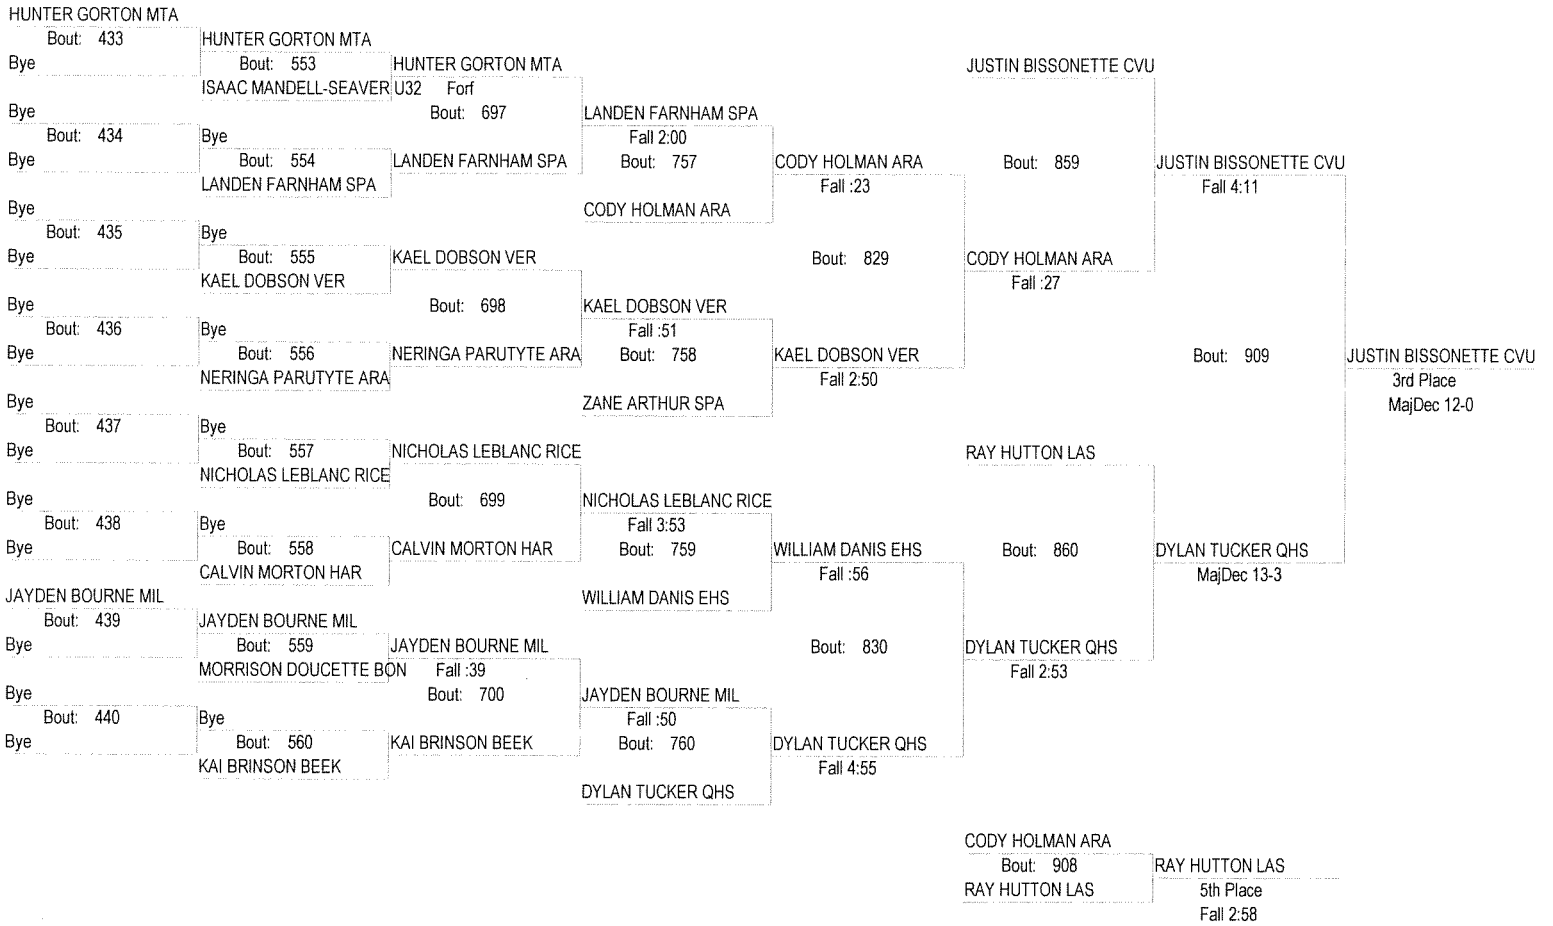 HUNTER GORTON MTA
Bout: 433
Bye
Bye
Bout: 434
Bye
Bye
Bout: 435
Bye
Bye
Bout: 436
Bye
Bye
Bout: 437
Bye
Bye
Bout: 438
Bye
JAYDEN BOURNE MIL
Bout: 439
Bye
Bye
Bout: 440
Bye
HUNTER GORTON MTA
Bout: 553
ISAAC MANDELL-SEAVER U32
Bye
Bout: 554
LANDEN FARNHAM SPA
Bye
Bout: 555
KAEL DOBSON VER
Bye
Bout: 556
NERINGA PARUTYTE ARA
Bye
Bout: 557
NICHOLAS LEBLANC RICE
Bye
Bout: 558
CALVIN MORTON HAR
JAYDEN BOURNE MIL
Bout: 559
MORRISON DOUCETTE BON
Bye
Bout: 560
KAI BRINSON BEEK
HUNTER GORTON MTA
Forf
Bout: 697
LANDEN FARNHAM SPA
KAEL DOBSON VER
Bout: 698
NERINGA PARUTYTE ARA
NICHOLAS LEBLANC RICE
Bout: 699
CALVIN MORTON HAR
JAYDEN BOURNE MIL
Fall :39
Bout: 700
KAI BRINSON BEEK
LANDEN FARNHAM SPA
Fall 2:00
Bout: 757
CODY HOLMAN ARA
KAEL DOBSON VER
Fall :51
Bout: 758
ZANE ARTHUR SPA
NICHOLAS LEBLANC RICE
Fall 3:53
Bout: 759
WILLIAM DANIS EHS
JAYDEN BOURNE MIL
Fall :50
Bout: 760
DYLAN TUCKER QHS
CODY HOLMAN ARA
Fall :23
Bout: 829
KAEL DOBSON VER
Fall 2:50
WILLIAM DANIS EHS
Fall :56
Bout: 830
DYLAN TUCKER QHS
Fall 4:55
JUSTIN BISSONETTE CVU
Bout: 859
CODY HOLMAN ARA
Fall :27
RAY HUTTON LAS
Bout: 860
DYLAN TUCKER QHS
Fall 2:53
JUSTIN BISSONETTE CVU
Fall 4:11
Bout: 909
DYLAN TUCKER QHS
MajDec 13-3
JUSTIN BISSONETTE CVU
3rd Place
MajDec 12-0
CODY HOLMAN ARA
Bout: 908
RAY HUTTON LAS
RAY HUTTON LAS
5th Place
Fall 2:58